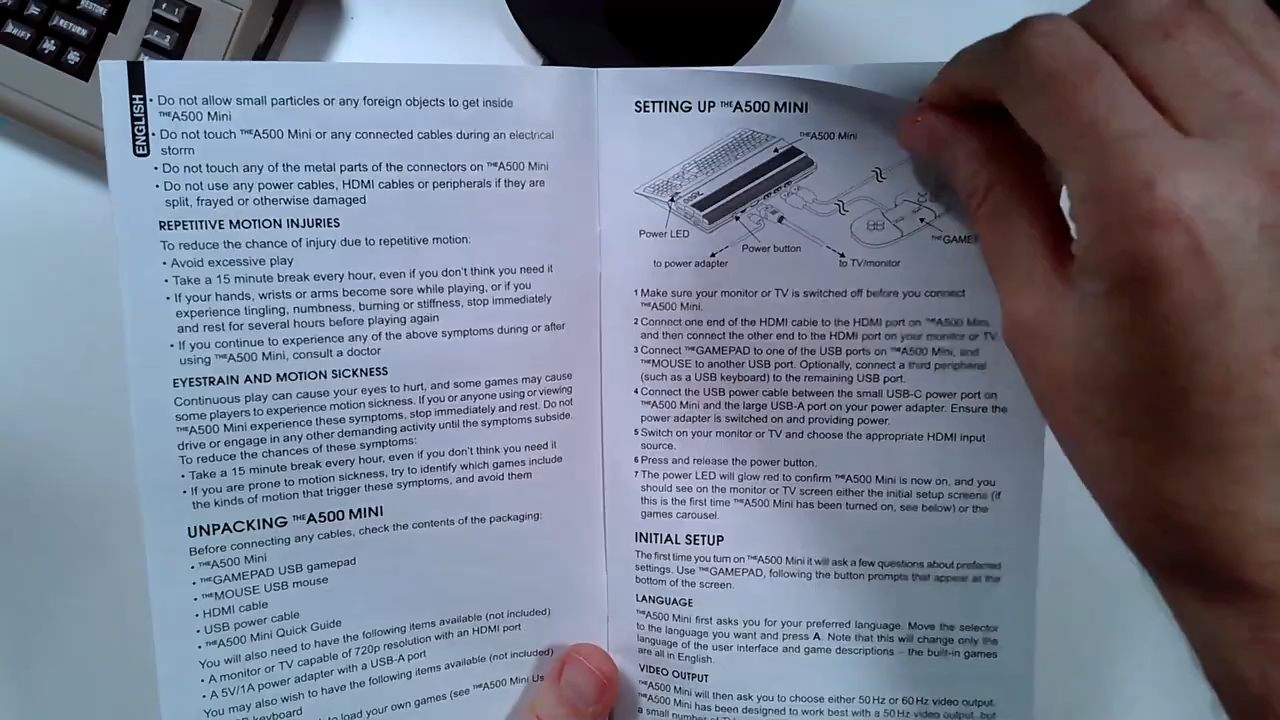 ENGLISH
• Do not allow small particles or any foreign objects to get inside
THEA500 Mini
• Do not touch THEA500 Mini or any connected cables during an electrical
storm
• Do not touch any of the metal parts of the connectors on THEA500 Mini
• Do not use any power cables, HDMI cables or peripherals if they are
split, frayed or otherwise damaged
REPETITIVE MOTION INJURIES
To reduce the chance of injury due to repetitive motion:
• Avoid excessive play
• Take a 15 minute break every hour, even if you don't think you need it
• If your hands, wrists or arms become sore while playing, or if you
experience tingling, numbness, burning or stiffness, stop immediately
and rest for several hours before playing again
• If you continue to experience any of the above symptoms during or after
using THEA500 Mini, consult a doctor
EYESTRAIN AND MOTION SICKNESS
Continuous play can cause your eyes to hurt, and some games may cause
some players to experience motion sickness. If you or anyone using or viewing
THEA500 Mini experience these symptoms, stop immediately and rest. Do not
drive or engage in any other demanding activity until the symptoms subside.
To reduce the chances of these symptoms:
• Take a 15 minute break every hour, even if you don't think you need it
• If you are prone to motion sickness, try to identify which games include
the kinds of motion that trigger these symptoms, and avoid them
UNPACKING THEA500 MINI
Before connecting any cables, check the contents of the packaging:
• THEA500 Mini
• THEGAMEPAD USB gamepad
• THEMOUSE USB mouse
• HDMI cable
• USB power cable
• THEA500 Mini Quick Guide
You will also need to have the following items available (not included)
• A monitor or TV capable of 720p resolution with an HDMI port
• A 5V/1A power adapter with a USB-A port
You may also wish to have the following items available (not included)
keyboard
to load your own games (see THEA500 Mini Us
SETTING UP THEA500 MINI
THEA500 Mini
Power LED
Power button
THEGAME
to power adapter
to TV/monitor
1 Make sure your monitor or TV is switched off before you connect
THEA500 Mini.
2 Connect one end of the HDMI cable to the HDMI port on THEA500 Mini,
and then connect the other end to the HDMI port on your monitor or TV.
3 Connect THEGAMEPAD to one of the USB ports on THEA500 Mini, and
THEMOUSE to another USB port. Optionally, connect a third peripheral
(such as a USB keyboard) to the remaining USB port.
4 Connect the USB power cable between the small USB-C power port on
THEA500 Mini and the large USB-A port on your power adapter. Ensure the
power adapter is switched on and providing power.
5 Switch on your monitor or TV and choose the appropriate HDMI input
source.
6 Press and release the power button.
7 The power LED will glow red to confirm THEA500 Mini is now on, and you
should see on the monitor or TV screen either the initial setup screens (if
this is the first time THEA500 Mini has been turned on, see below) or the
games carousel.
INITIAL SETUP
The first time you turn on THEA500 Mini it will ask a few questions about preferred
settings. Use THEGAMEPAD, following the button prompts that appear at the
bottom of the screen.
LANGUAGE
THEA500 Mini first asks you for your preferred language. Move the selector
to the language you want and press A. Note that this will change only the
language of the user interface and game descriptions – the built-in games
are all in English.
VIDEO OUTPUT
THEA500 Mini will then ask you to choose either 50 Hz or 60 Hz video output.
THEA500 Mini has been designed to work best with a 50 Hz video output, but
a small number of
RESTORE
RETURN
SHIFT